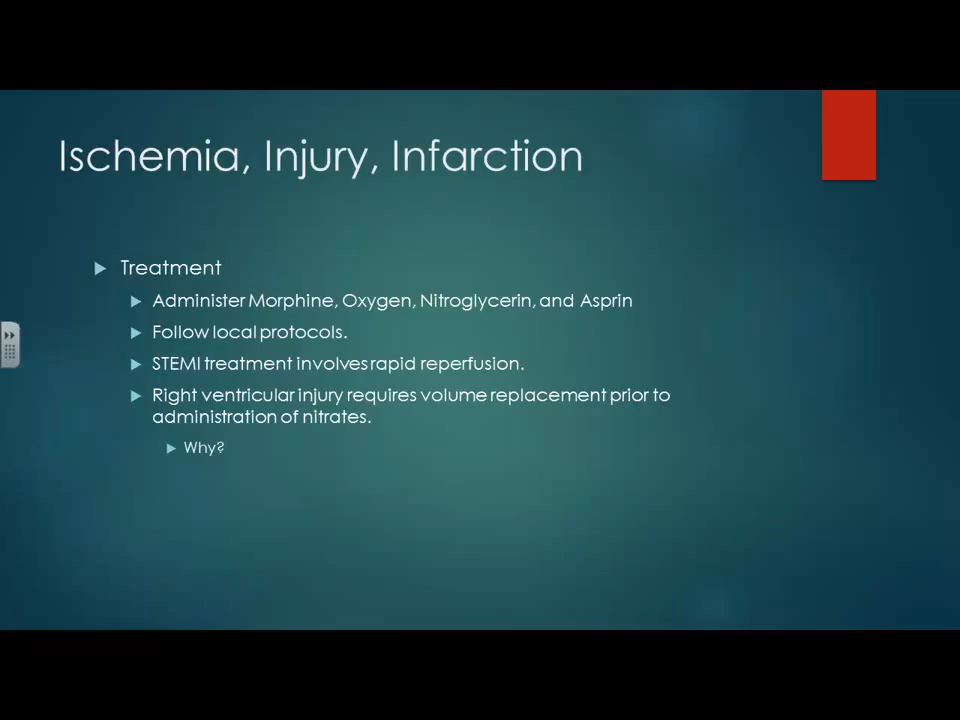 Ischemia, Injury, Infarction
Treatment
Administer Morphine, Oxygen, Nitroglycerin, and Asprin
Follow local protocols.
STEMI treatment involves rapid reperfusion.
Right ventricular injury requires volume replacement prior to
administration of nitrates.
Why?